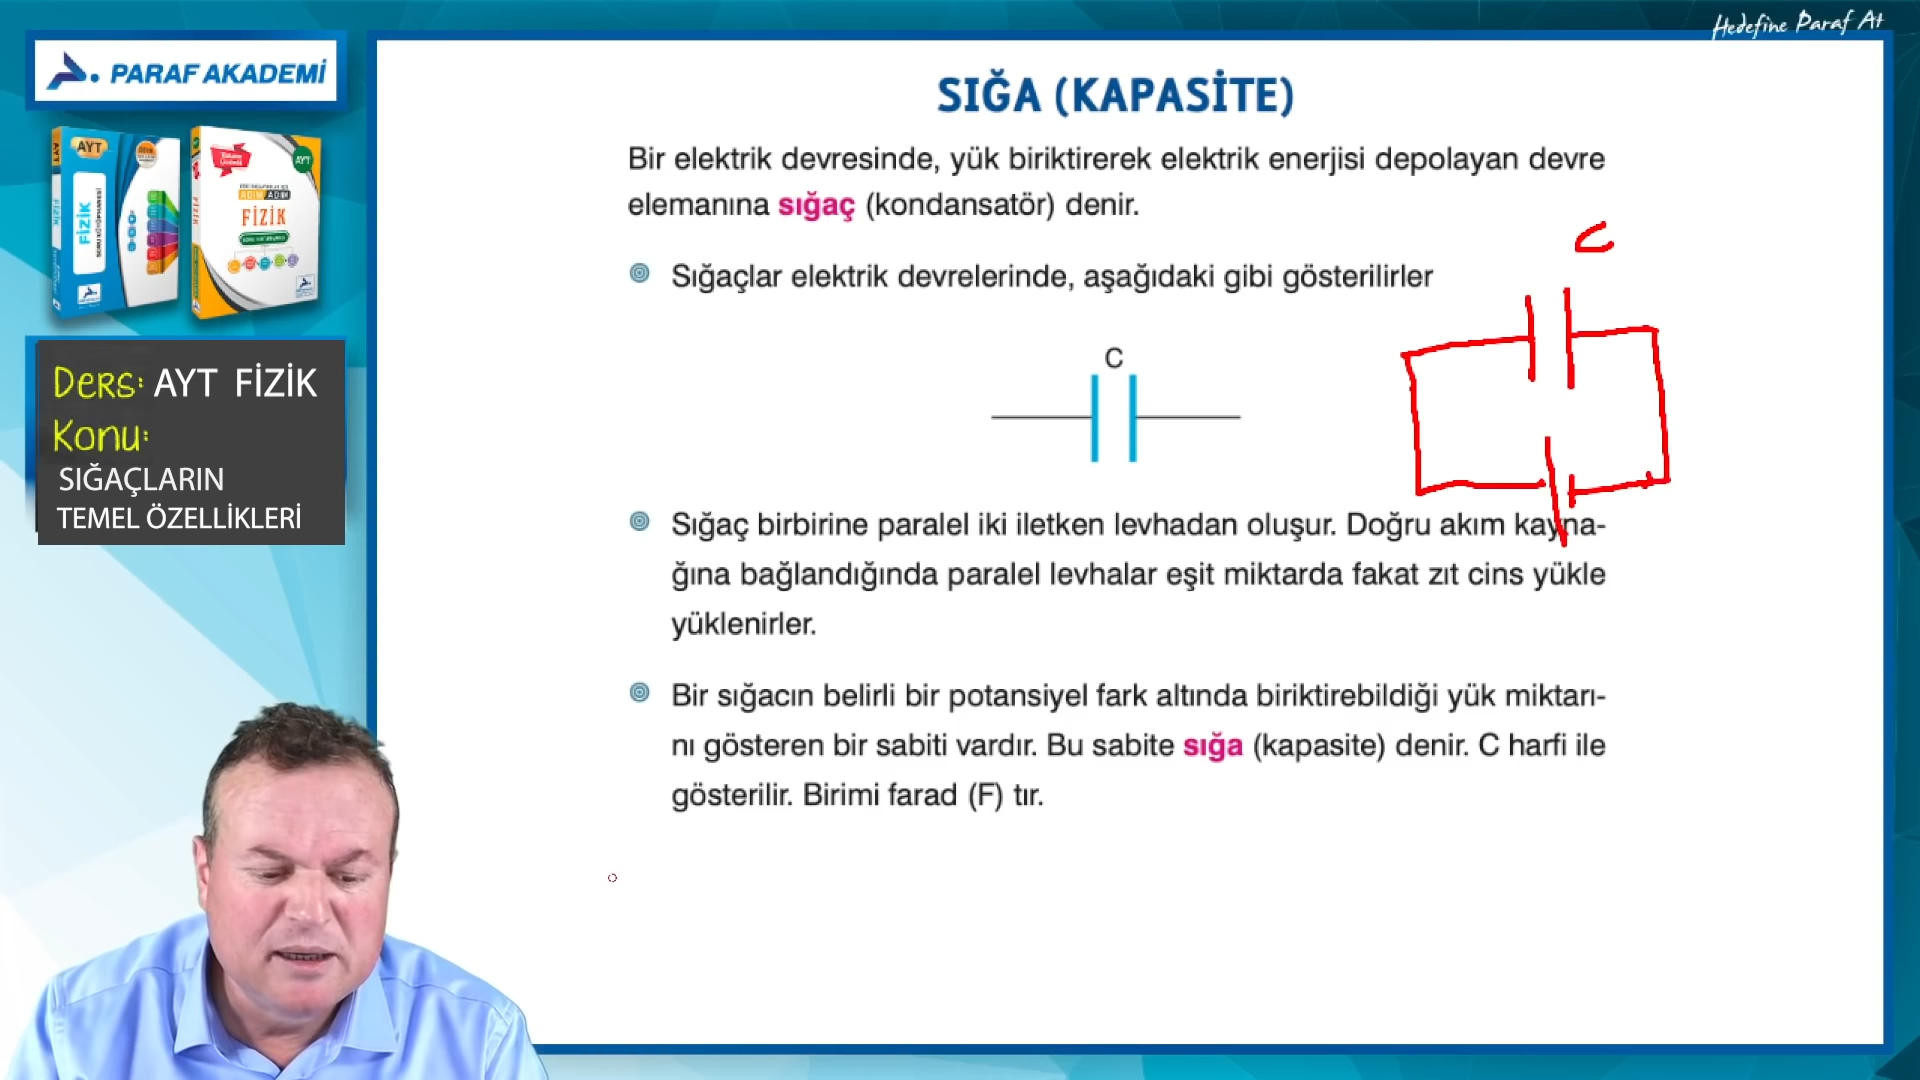 Hedefine Paraf At
PARAF AKADEMİ
AYT
FİZİK
AYT
FİZİK
Ders: AYT FİZİK
Konu:
SIĞAÇLARIN
TEMEL ÖZELLİKLERİ
SIĞA (KAPASİTE)
Bir elektrik devresinde, yük biriktirerek elektrik enerjisi depolayan devre
elemanına sığaç (kondansatör) denir.
Sığaçlar elektrik devrelerinde, aşağıdaki gibi gösterilirler
C
C
Sığaç birbirine paralel iki iletken levhadan oluşur. Doğru akım kayna-
ğına bağlandığında paralel levhalar eşit miktarda fakat zıt cins yükle
yüklenirler.
Bir sığacın belirli bir potansiyel fark altında biriktirebildiği yük miktarı-
nı gösteren bir sabiti vardır. Bu sabite sığa (kapasite) denir. C harfi ile
gösterilir. Birimi farad (F) tır.